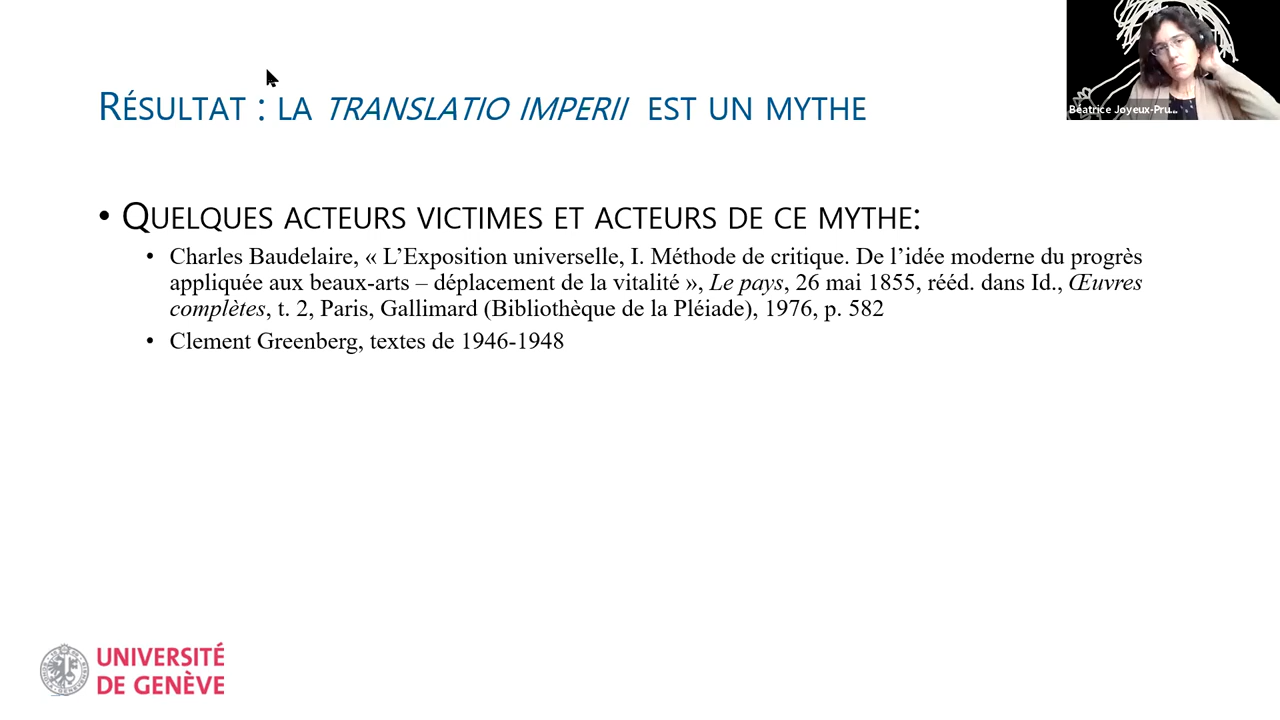 RÉSULTAT : LA TRANSLATIO IMPERII EST UN MYTHE
Béatrice Joyeux-Pru...
• QUELQUES ACTEURS VICTIMES ET ACTEURS DE CE MYTHE:
• Charles Baudelaire, « L’Exposition universelle, I. Méthode de critique. De l’idée moderne du progrès
appliquée aux beaux-arts – déplacement de la vitalité », Le pays, 26 mai 1855, rééd. dans Id., Œuvres
complètes, t. 2, Paris, Gallimard (Bibliothèque de la Pléiade), 1976, p. 582
• Clement Greenberg, textes de 1946-1948
UNIVERSITÉ
DE GENÈVE